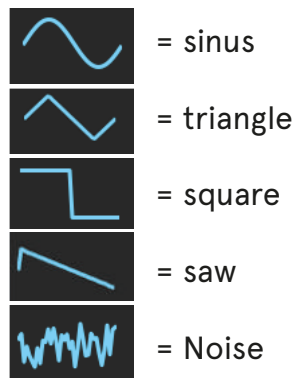 = sinus
= triangle
= square
= saw
= Noise